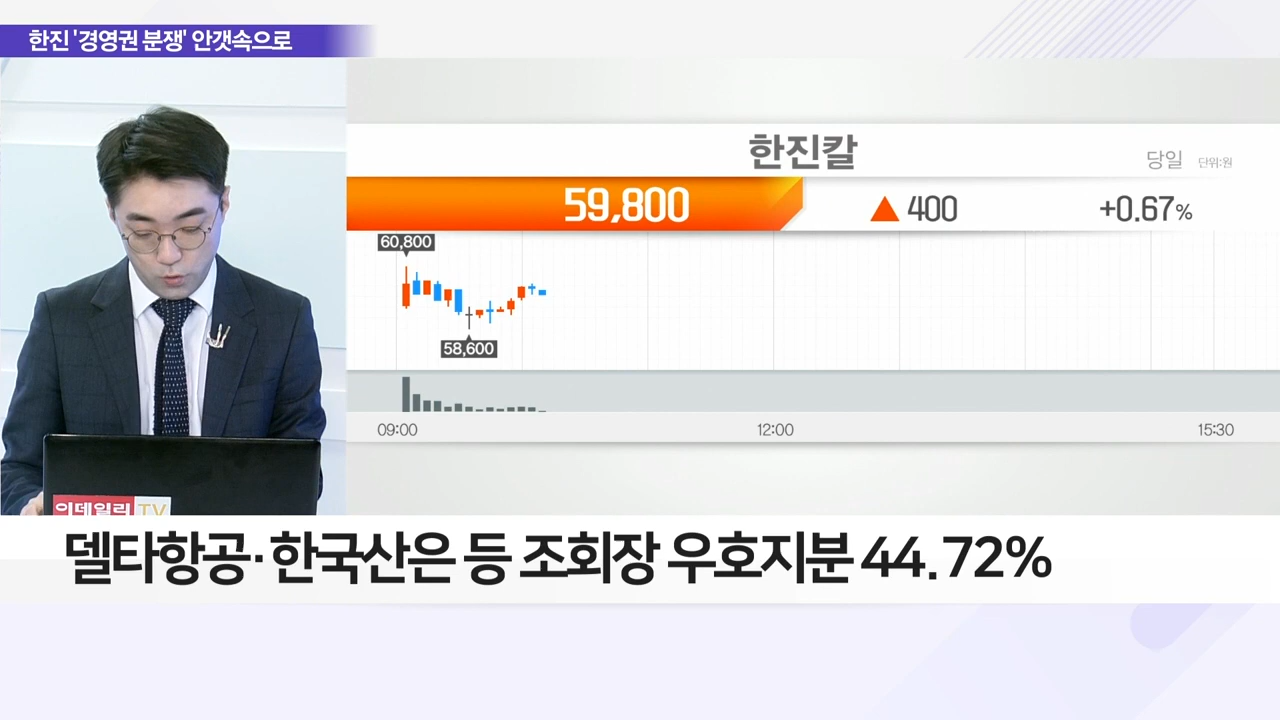 한진 '경영권 분쟁' 안갯속으로
한진칼
당일 단위:원
59,800 ▲ 400 +0.67%
60,800
58,600
09:00 12:00 15:30
이데일리 TV
델타항공·한국산은 등 조회장 우호지분 44.72%